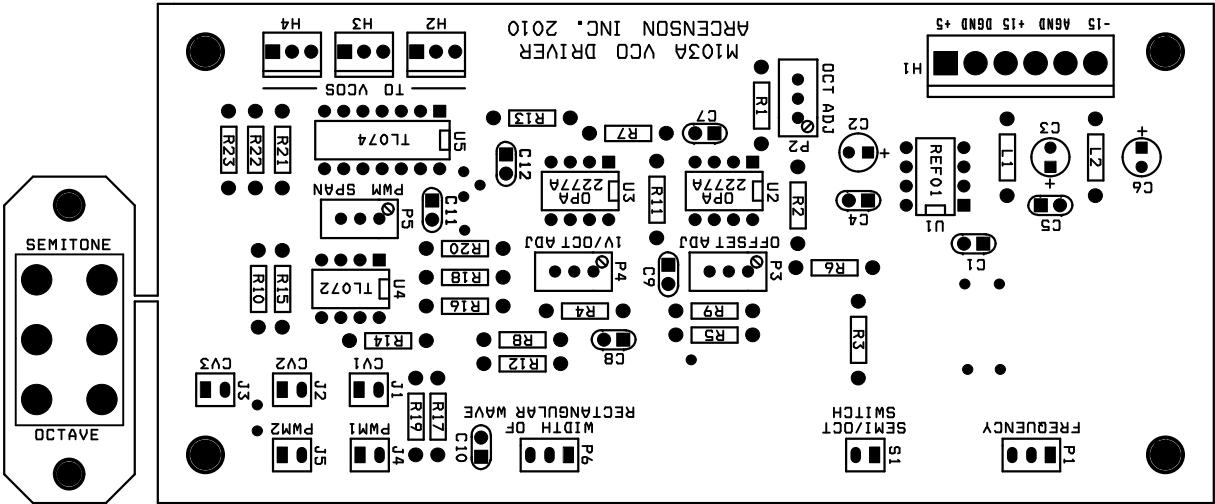 H4
H3
H2
TO VCOS
ARCENSON INC. 2010
M103A VCO DRIVER
OCT ADJ
P2
R1
H1
+5 DGND +15 AGND -15
R23
R22
R21
TL074
U5
R13
R7
C7
C12
C2
+
REF01
U1
L1
C3
+
L2
+
C6
OPA
2277A
U3
R11
OPA
2277A
U2
R2
C4
C5
C1
PWM SPAN
P5
C11
R20
R18
R16
1V/OCT ADJ
P4
C9
OFFSET ADJ
P3
R6
SEMITONE
OCTAVE
R10
R15
TL072
U4
R14
R4
R8
R12
C8
R9
R5
R3
CV3
J3
CV2
J2
CV1
J1
R19
R17
PWM2
J5
PWM1
J4
C10
WIDTH OF
RECTANGULAR WAVE
P6
SEMI/OCT
SWITCH
S1
FREQUENCY
P1